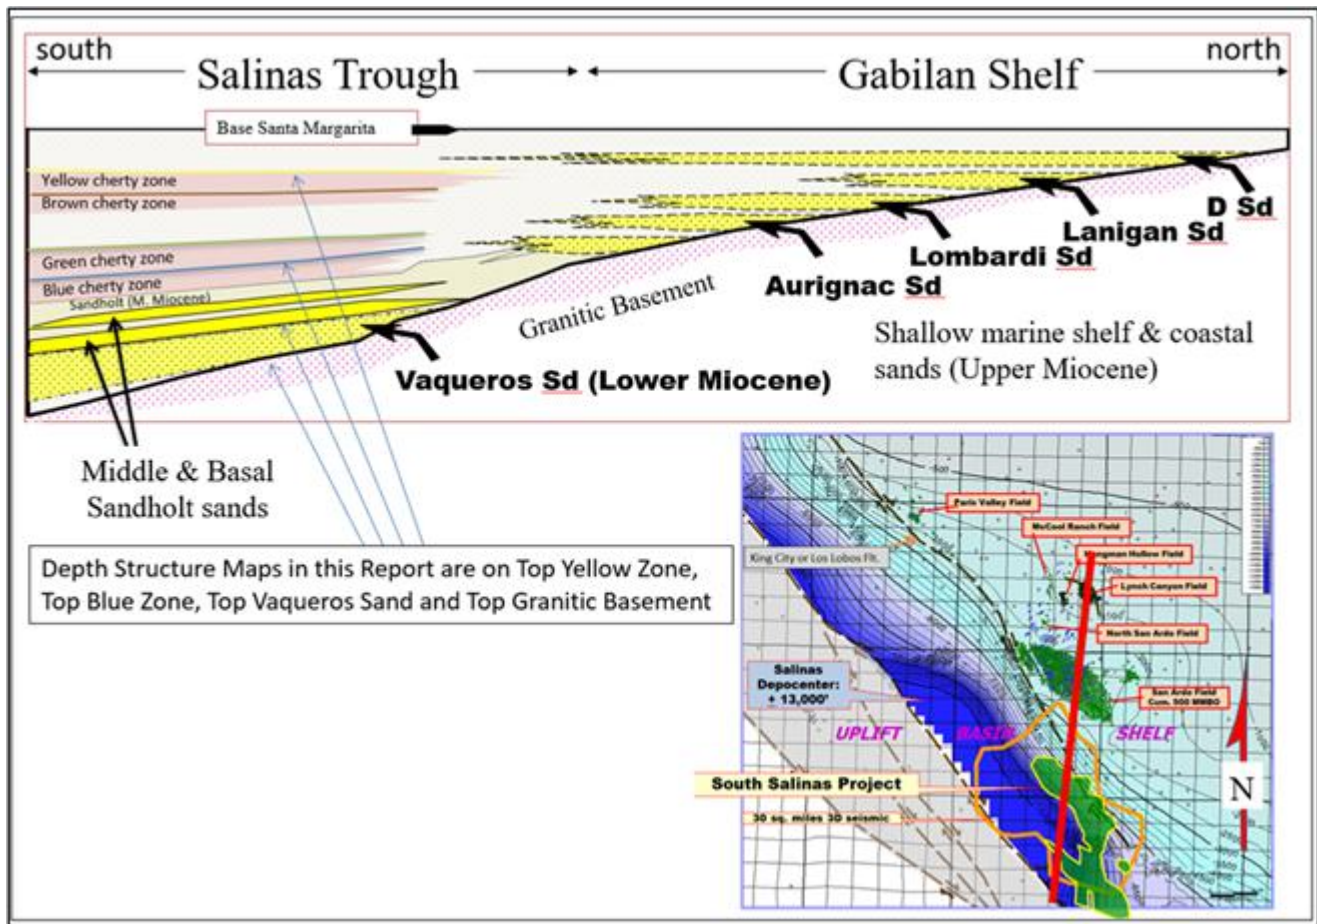 south
north
Salinas Trough
Gabilan Shelf
Base Santa Margarita
Yellow cherty zone
Brown cherty zone
Green cherty zone
Blue cherty zone
Sandholt (M. Miocene)
D Sd
Lanigan Sd
Lombardi Sd
Aurignac Sd
Granitic Basement
Shallow marine shelf & coastal
sands (Upper Miocene)
Vaqueros Sd (Lower Miocene)
Middle & Basal
Sandholt sands
Depth Structure Maps in this Report are on Top Yellow Zone,
Top Blue Zone, Top Vaqueros Sand and Top Granitic Basement
Paris Valley Field
McCool Ranch Field
King City or Los Lobos Flt.
Hollow Field
Lynch Canyon Field
North San Ardo Field
Salinas
Depocenter:
± 13,000'
San Ardo Field
Cum. 500 MMBO
UPLIFT
BASIN
SHELF
South Salinas Project
30 sq. miles 3D seismic
N